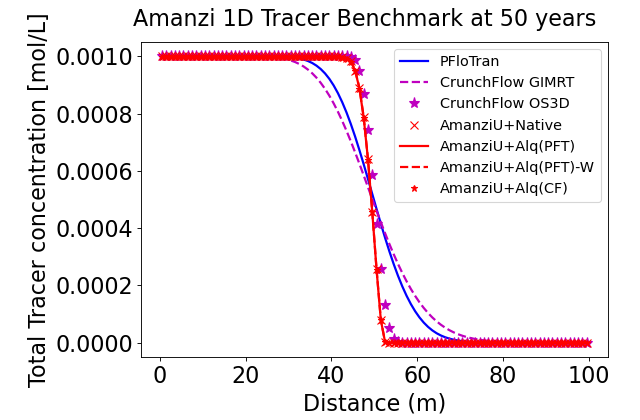 Amanzi 1D Tracer Benchmark at 50 years
Total Tracer concentration [mol/L]
0.0010
0.0008
0.0006
0.0004
0.0002
0.0000
PFloTran
CrunchFlow GIMRT
CrunchFlow OS3D
AmanziU+Native
AmanziU+Alq(PFT)
AmanziU+Alq(PFT)-W
AmanziU+Alq(CF)
0 20 40 60 80 100
Distance (m)